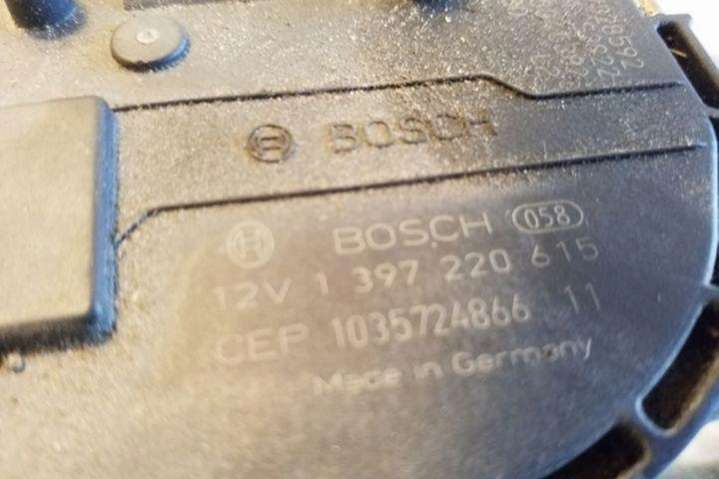 BOSCH
BOSCH 058
12V 1 397 220 615
CEP 1035724866 11
Made in Germany